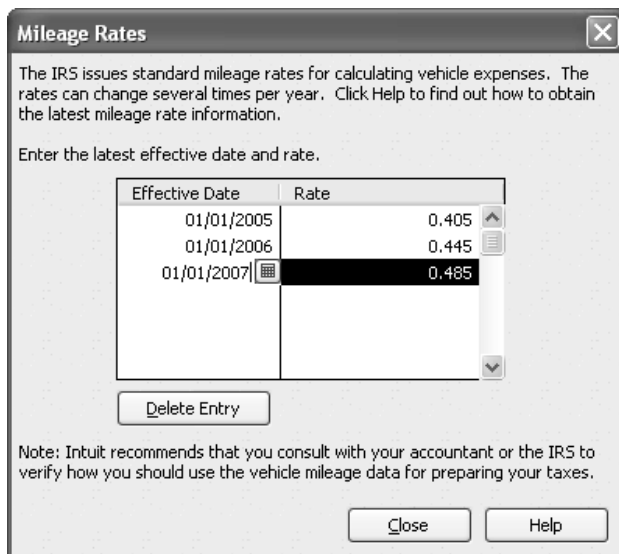 Mileage Rates
The IRS issues standard mileage rates for calculating vehicle expenses. The
rates can change several times per year. Click Help to find out how to obtain
the latest mileage rate information.
Enter the latest effective date and rate.
Effective Date Rate
01/01/2005 0.405
01/01/2006 0.445
01/01/2007 0.485
Delete Entry
Note: Intuit recommends that you consult with your accountant or the IRS to
verify how you should use the vehicle mileage data for preparing your taxes.
Close Help